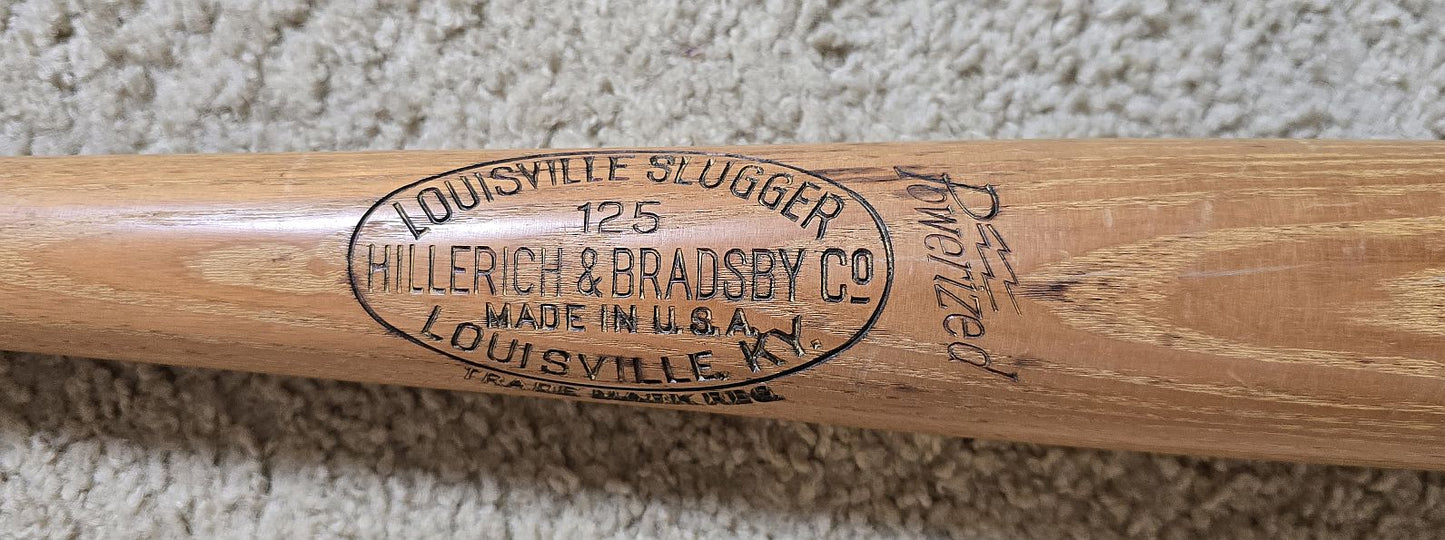 LOUISVILLE SLUGGER
125
HILLERICH & BRADSBY Co
MADE IN U.S.A.
LOUISVILLE, KY.
TRADE MARK REG.
Powerized